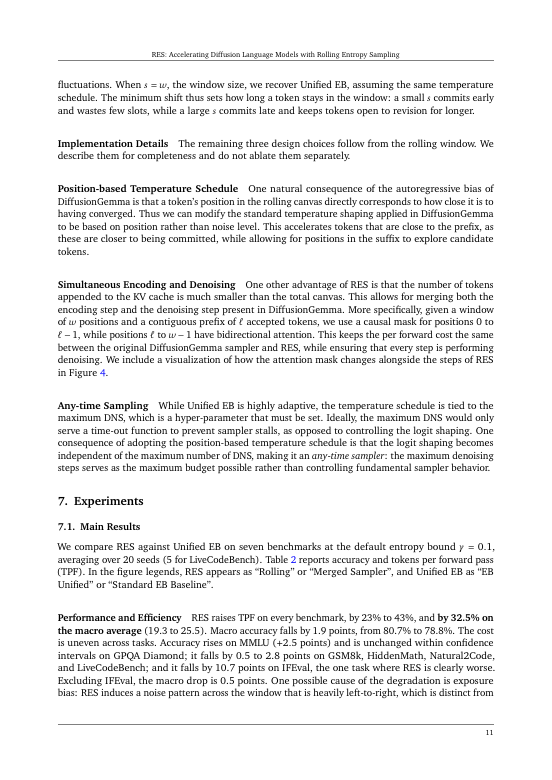 RES: Accelerating Diffusion Language Models with Rolling Entropy Sampling
fluctuations. When s = w, the window size, we recover Unified EB, assuming the same temperature
schedule. The minimum shift thus sets how long a token stays in the window: a small s commits early
and wastes few slots, while a large s commits late and keeps tokens open to revision for longer.
Implementation Details The remaining three design choices follow from the rolling window. We
describe them for completeness and do not ablate them separately.
Position-based Temperature Schedule One natural consequence of the autoregressive bias of
DiffusionGemma is that a token's position in the rolling canvas directly corresponds to how close it is to
having converged. Thus we can modify the standard temperature shaping applied in DiffusionGemma
to be based on position rather than noise level. This accelerates tokens that are close to the prefix, as
these are closer to being committed, while allowing for positions in the suffix to explore candidate
tokens.
Simultaneous Encoding and Denoising One other advantage of RES is that the number of tokens
appended to the KV cache is much smaller than the total canvas. This allows for merging both the
encoding step and the denoising step present in DiffusionGemma. More specifically, given a window
of w positions and a contiguous prefix of ℓ accepted tokens, we use a causal mask for positions 0 to
ℓ − 1, while positions ℓ to w − 1 have bidirectional attention. This keeps the per forward cost the same
between the original DiffusionGemma sampler and RES, while ensuring that every step is performing
denoising. We include a visualization of how the attention mask changes alongside the steps of RES
in Figure 4.
Any-time Sampling While Unified EB is highly adaptive, the temperature schedule is tied to the
maximum DNS, which is a hyper-parameter that must be set. Ideally, the maximum DNS would only
serve a time-out function to prevent sampler stalls, as opposed to controlling the logit shaping. One
consequence of adopting the position-based temperature schedule is that the logit shaping becomes
independent of the maximum number of DNS, making it an any-time sampler: the maximum denoising
steps serves as the maximum budget possible rather than controlling fundamental sampler behavior.
7. Experiments
7.1. Main Results
We compare RES against Unified EB on seven benchmarks at the default entropy bound γ = 0.1,
averaging over 20 seeds (5 for LiveCodeBench). Table 2 reports accuracy and tokens per forward pass
(TPF). In the figure legends, RES appears as "Rolling" or "Merged Sampler", and Unified EB as "EB
Unified" or "Standard EB Baseline".
Performance and Efficiency RES raises TPF on every benchmark, by 23% to 43%, and by 32.5% on
the macro average (19.3 to 25.5). Macro accuracy falls by 1.9 points, from 80.7% to 78.8%. The cost
is uneven across tasks. Accuracy rises on MMLU (+2.5 points) and is unchanged within confidence
intervals on GPQA Diamond; it falls by 0.5 to 2.8 points on GSM8k, HiddenMath, Natural2Code,
and LiveCodeBench; and it falls by 10.7 points on IFEval, the one task where RES is clearly worse.
Excluding IFEval, the macro drop is 0.5 points. One possible cause of the degradation is exposure
bias: RES induces a noise pattern across the window that is heavily left-to-right, which is distinct from
11